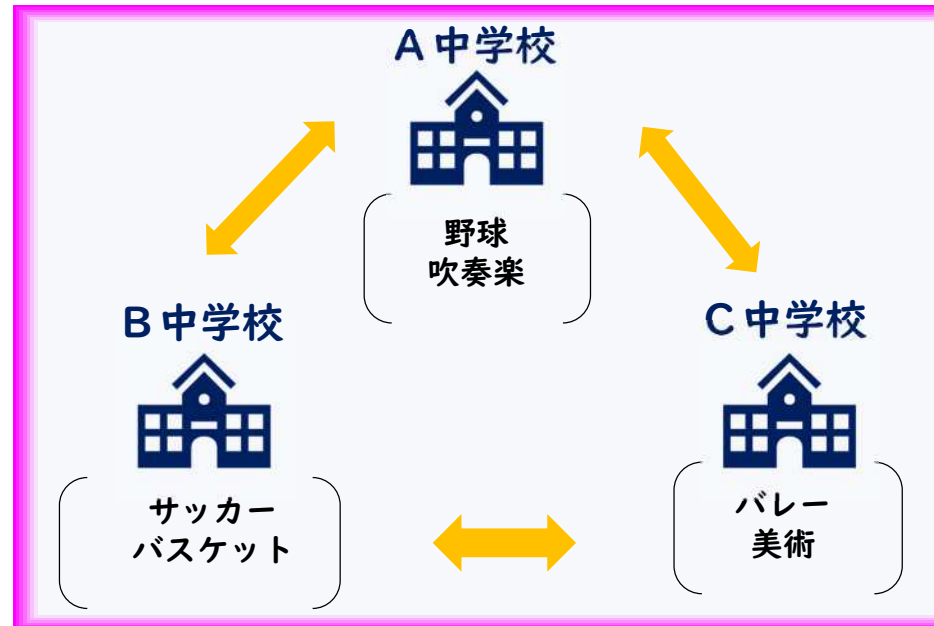 A中学校
野球
吹奏楽
B中学校
サッカー
バスケット
C中学校
バレー
美術